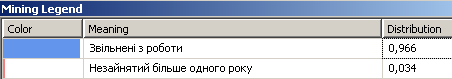 Mining Legend
Color Meaning Distribution
Звільнені з роботи 0,966
Незайнятий більше одного року 0,034